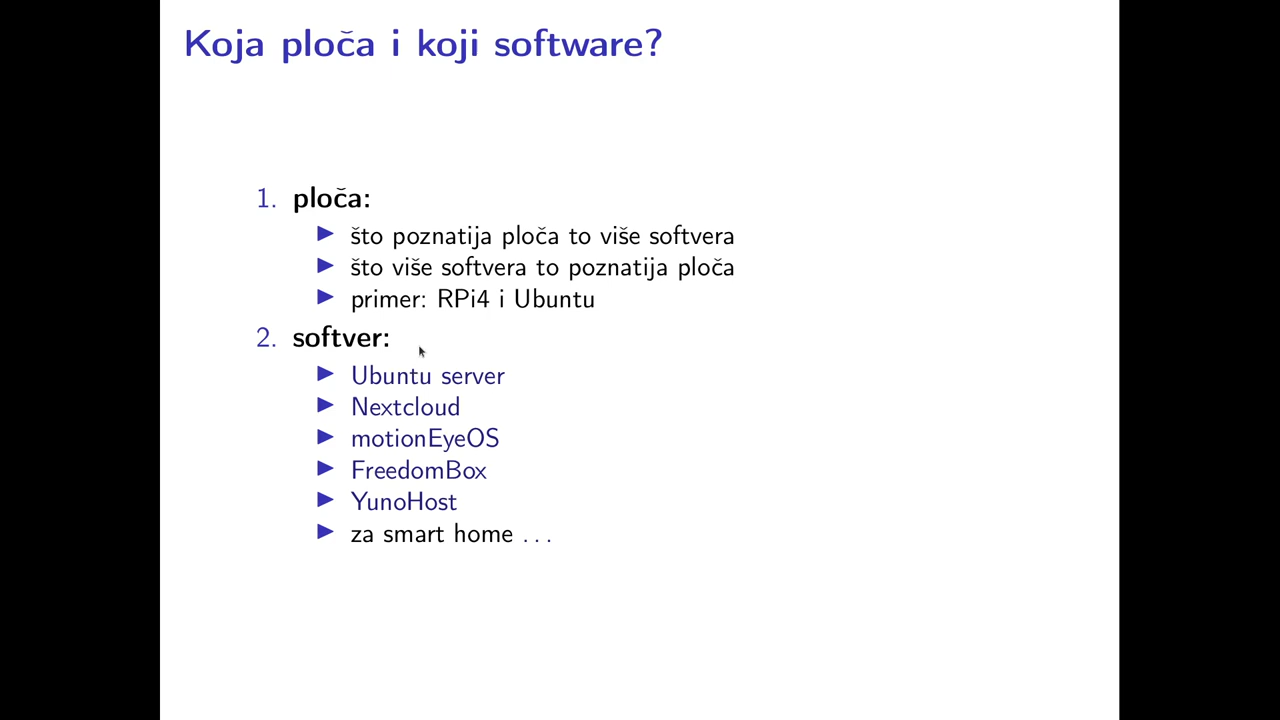 Koja ploča i koji software?
1. ploča:
▶ što poznatija ploča to više softvera
▶ što više softvera to poznatija ploča
▶ primer: RPi4 i Ubuntu
2. softver:
▶ Ubuntu server
▶ Nextcloud
▶ motionEyeOS
▶ FreedomBox
▶ YunoHost
▶ za smart home ...